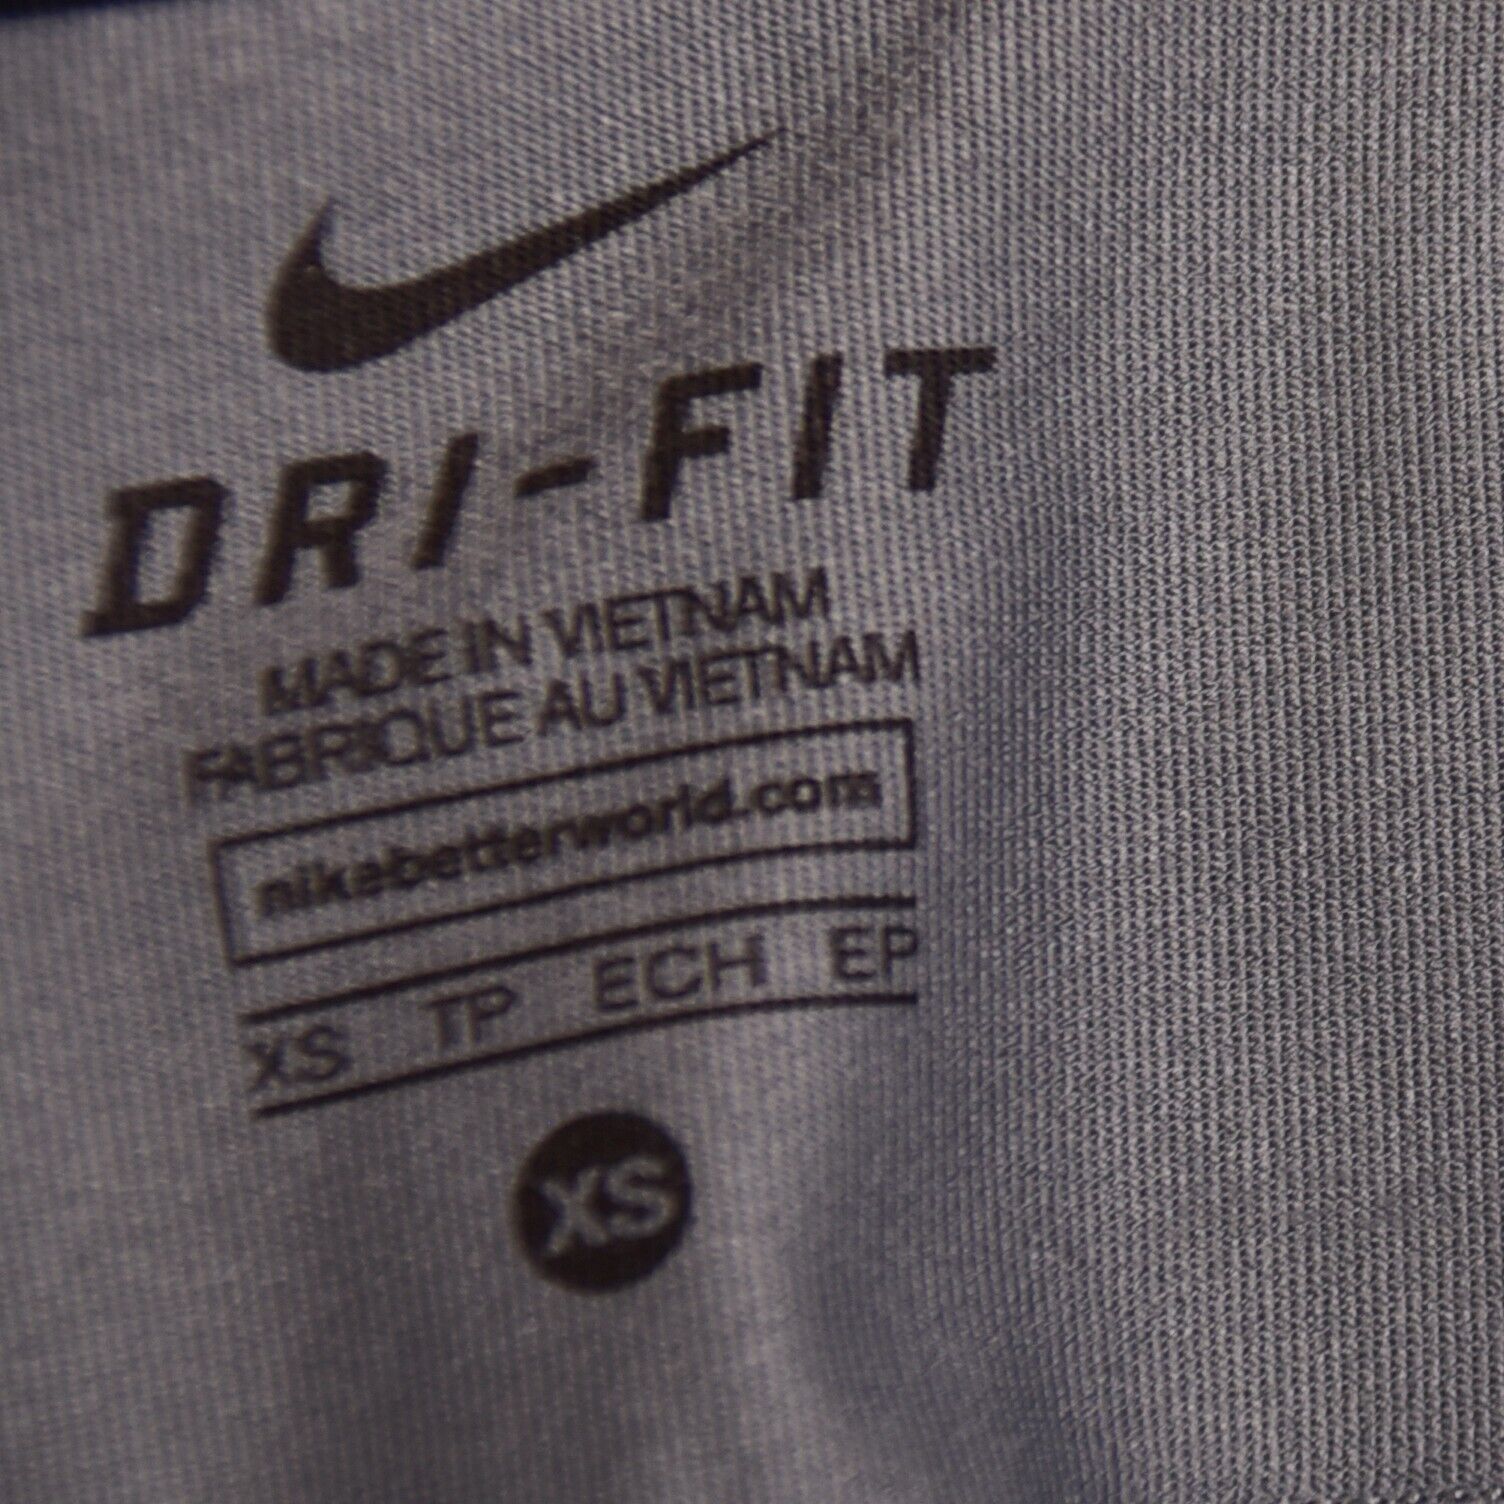 DRI-FIT
MADE IN VIETNAM
FABRIQUE AU VIETNAM
nikebetterworld.com
XS TP ECH EP
XS